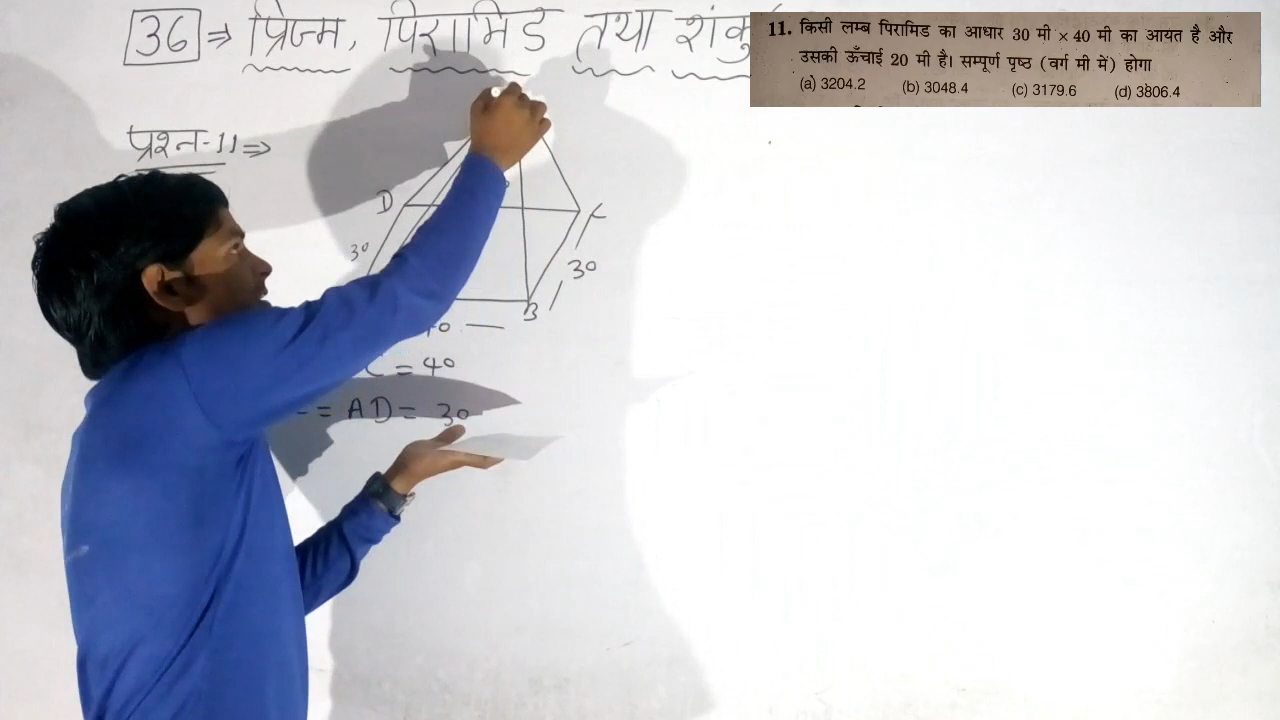 36 ⇒ प्रिज्म, पिरामिड तथा शंकु
11. किसी लम्ब पिरामिड का आधार 30 मी × 40 मी का आयत है और
उसकी ऊँचाई 20 मी है। सम्पूर्ण पृष्ठ (वर्ग मी में) होगा
(a) 3204.2 (b) 3048.4 (c) 3179.6 (d) 3806.4
प्रश्न-11 ⇒
D
30
30
B
C = 40
= AD = 30